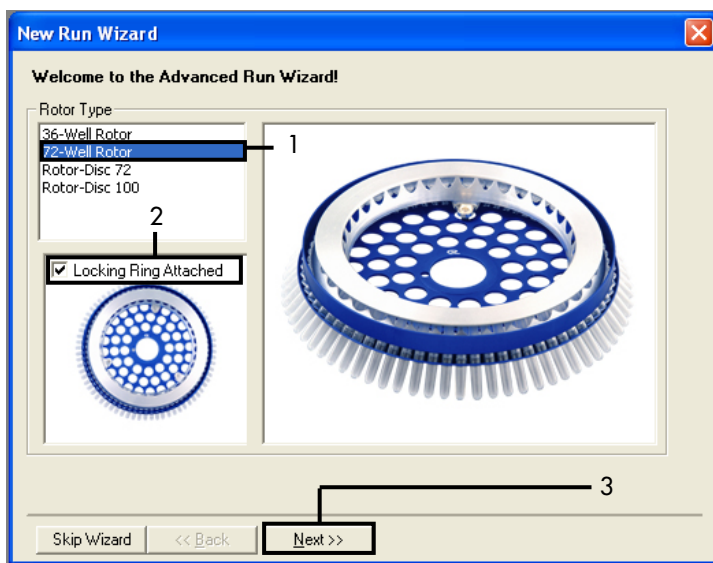 New Run Wizard
Welcome to the Advanced Run Wizard!
Rotor Type
36-Well Rotor
72-Well Rotor
Rotor-Disc 72
Rotor-Disc 100
1
2
Locking Ring Attached
3
Skip Wizard
<< Back
Next >>